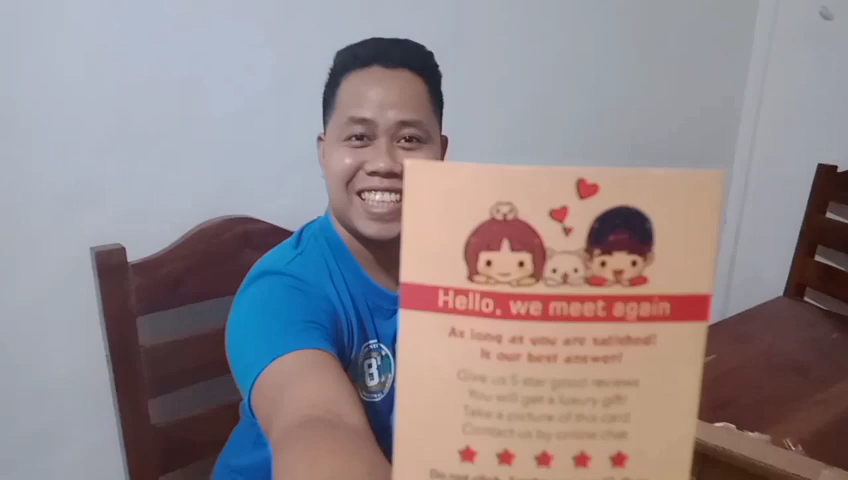 Hello, we meet again
As long as you are satisfied!
Is our best answer!
Give us 5 star good reviews
You will get a luxury gift!
Take a picture of this card
Contact us by online chat
8